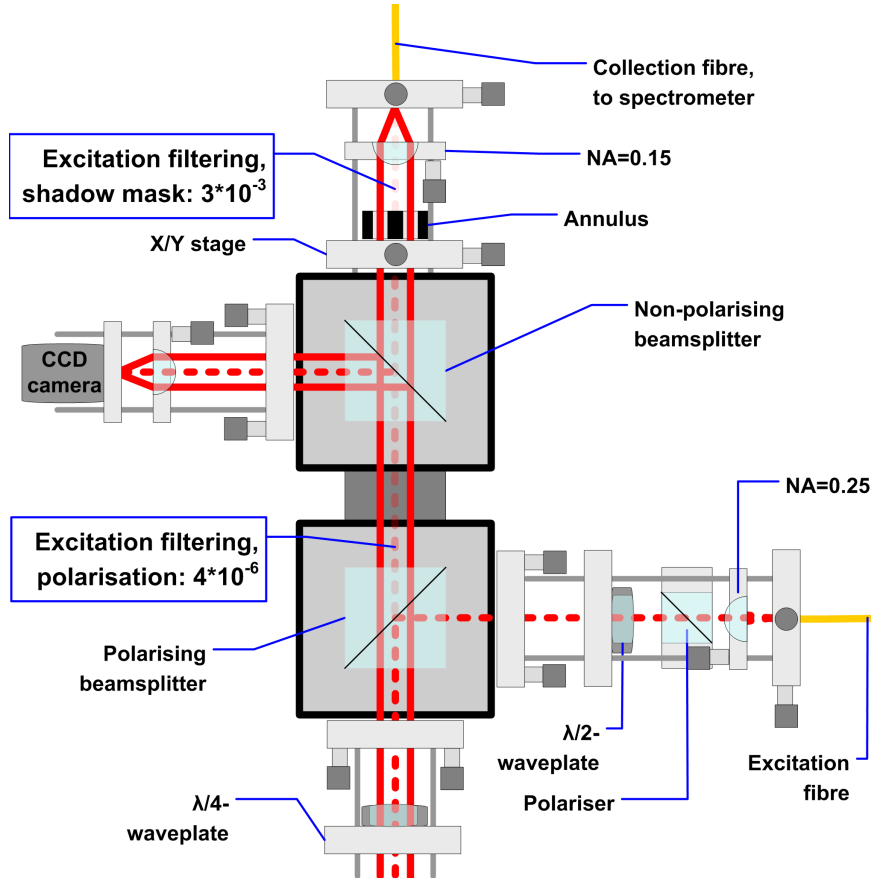 Collection fibre,
to spectrometer
Excitation filtering,
shadow mask: 3*10⁻³
NA=0.15
Annulus
X/Y stage
Non-polarising
beamsplitter
CCD
camera
NA=0.25
Excitation filtering,
polarisation: 4*10⁻⁶
Polarising
beamsplitter
λ/2-
waveplate
Excitation
fibre
Polariser
λ/4-
waveplate